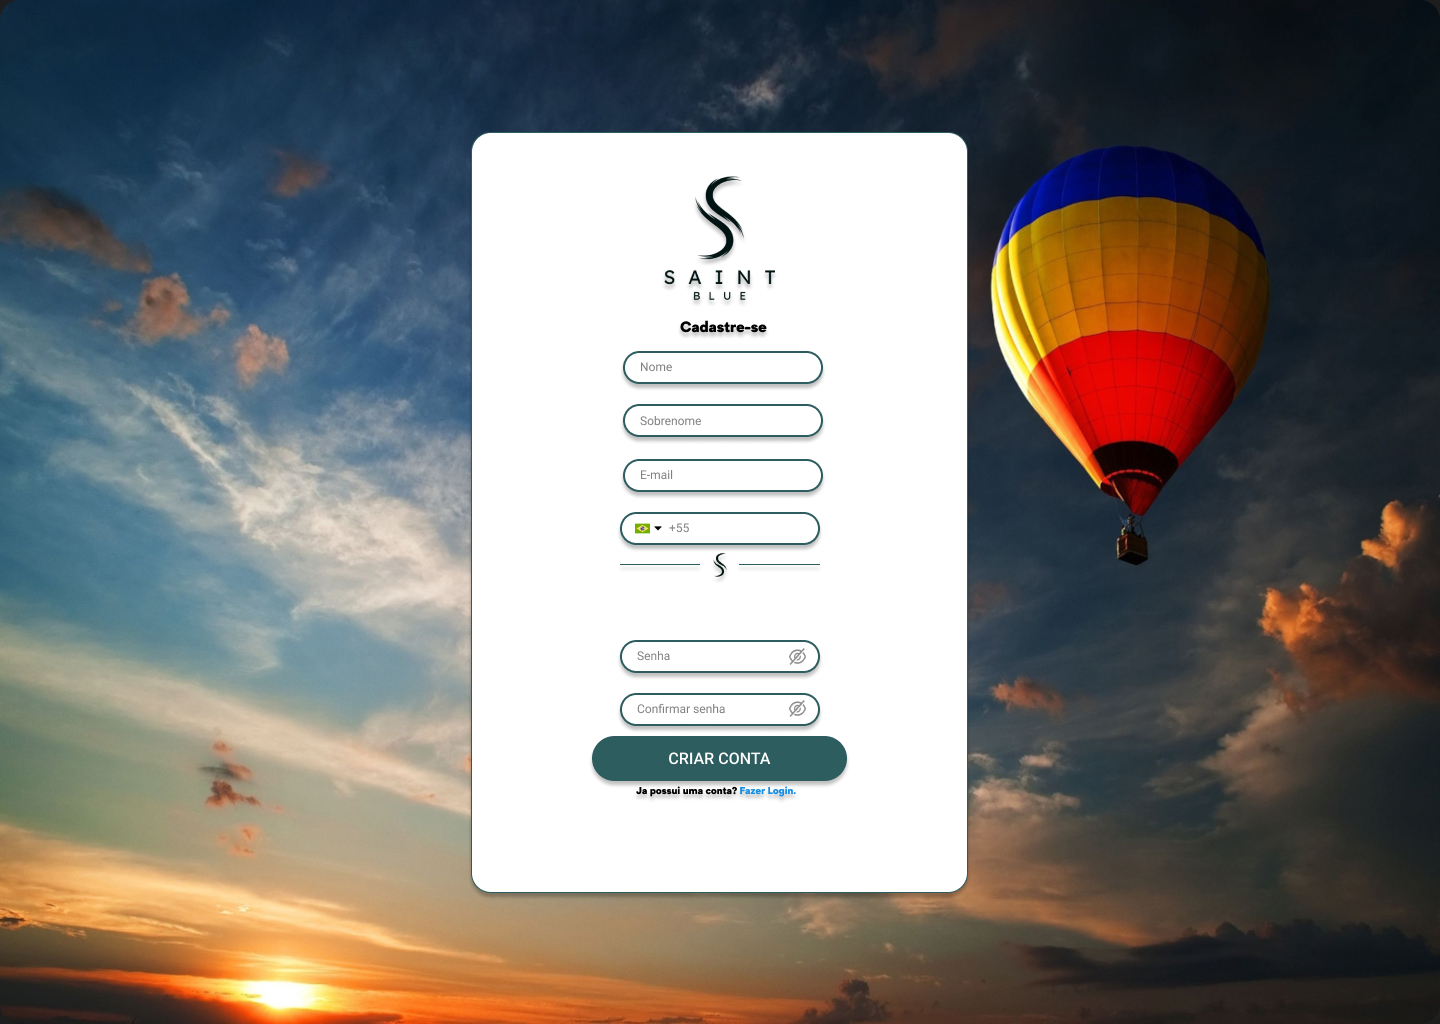 SAINT
BLUE
Cadastre-se
Nome
Sobrenome
E-mail
+55
Senha
Confirmar senha
CRIAR CONTA
Ja possui uma conta? Fazer Login.